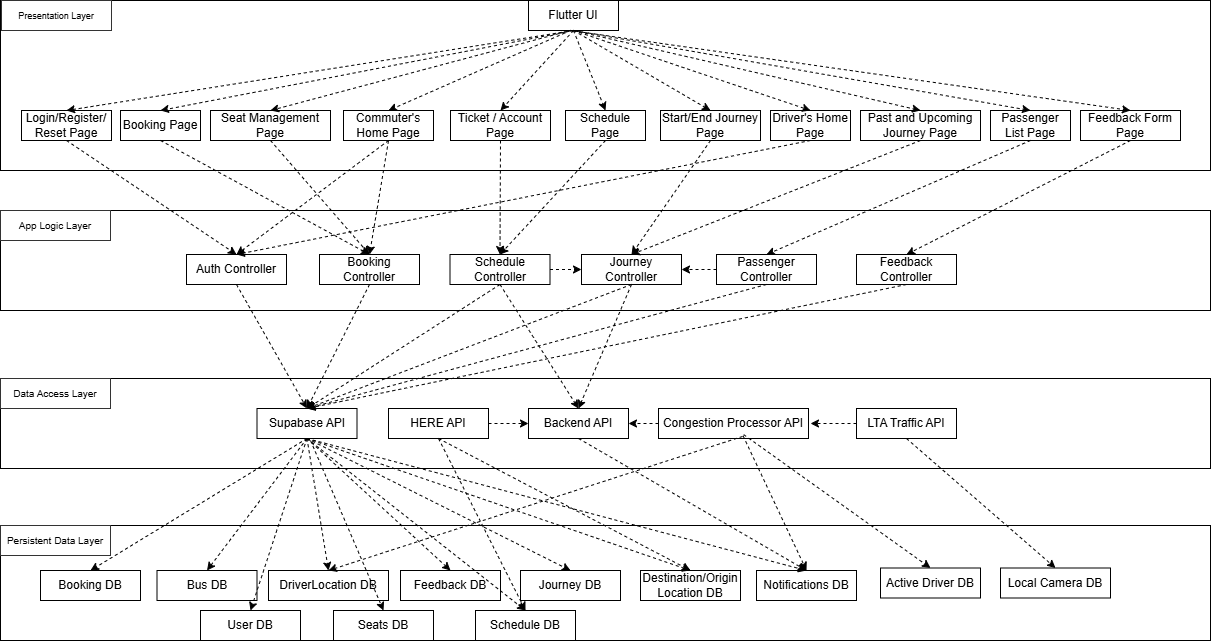 Presentation Layer
Flutter UI
Login/Register/
Reset Page
Booking Page
Seat Management
Page
Commuter's
Home Page
Ticket / Account
Page
Schedule
Page
Start/End Journey
Page
Driver's Home
Page
Past and Upcoming
Journey Page
Passenger
List Page
Feedback Form
Page
App Logic Layer
Auth Controller
Booking
Controller
Schedule
Controller
Journey
Controller
Passenger
Controller
Feedback
Controller
Data Access Layer
Supabase API
HERE API
Backend API
Congestion Processor API
LTA Traffic API
Persistent Data Layer
Booking DB
Bus DB
DriverLocation DB
Feedback DB
Journey DB
Destination/Origin
Location DB
Notifications DB
Active Driver DB
Local Camera DB
User DB
Seats DB
Schedule DB